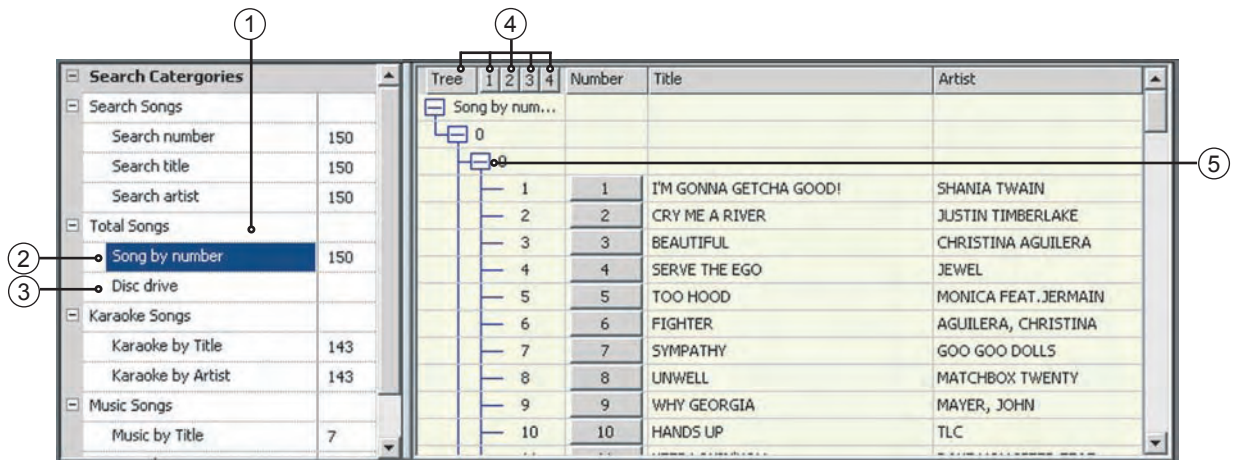 1
4
Search Catergories
Search Songs
Search number 150
Search title 150
Search artist 150
Total Songs
2 Song by number 150
3 Disc drive
Karaoke Songs
Karaoke by Title 143
Karaoke by Artist 143
Music Songs
Music by Title 7
Tree 1 2 3 4 Number Title Artist
Song by num...
0
0 5
1 1 I'M GONNA GETCHA GOOD! SHANIA TWAIN
2 2 CRY ME A RIVER JUSTIN TIMBERLAKE
3 3 BEAUTIFUL CHRISTINA AGUILERA
4 4 SERVE THE EGO JEWEL
5 5 TOO HOOD MONICA FEAT.JERMAIN
6 6 FIGHTER AGUILERA, CHRISTINA
7 7 SYMPATHY GOO GOO DOLLS
8 8 UNWELL MATCHBOX TWENTY
9 9 WHY GEORGIA MAYER, JOHN
10 10 HANDS UP TLC